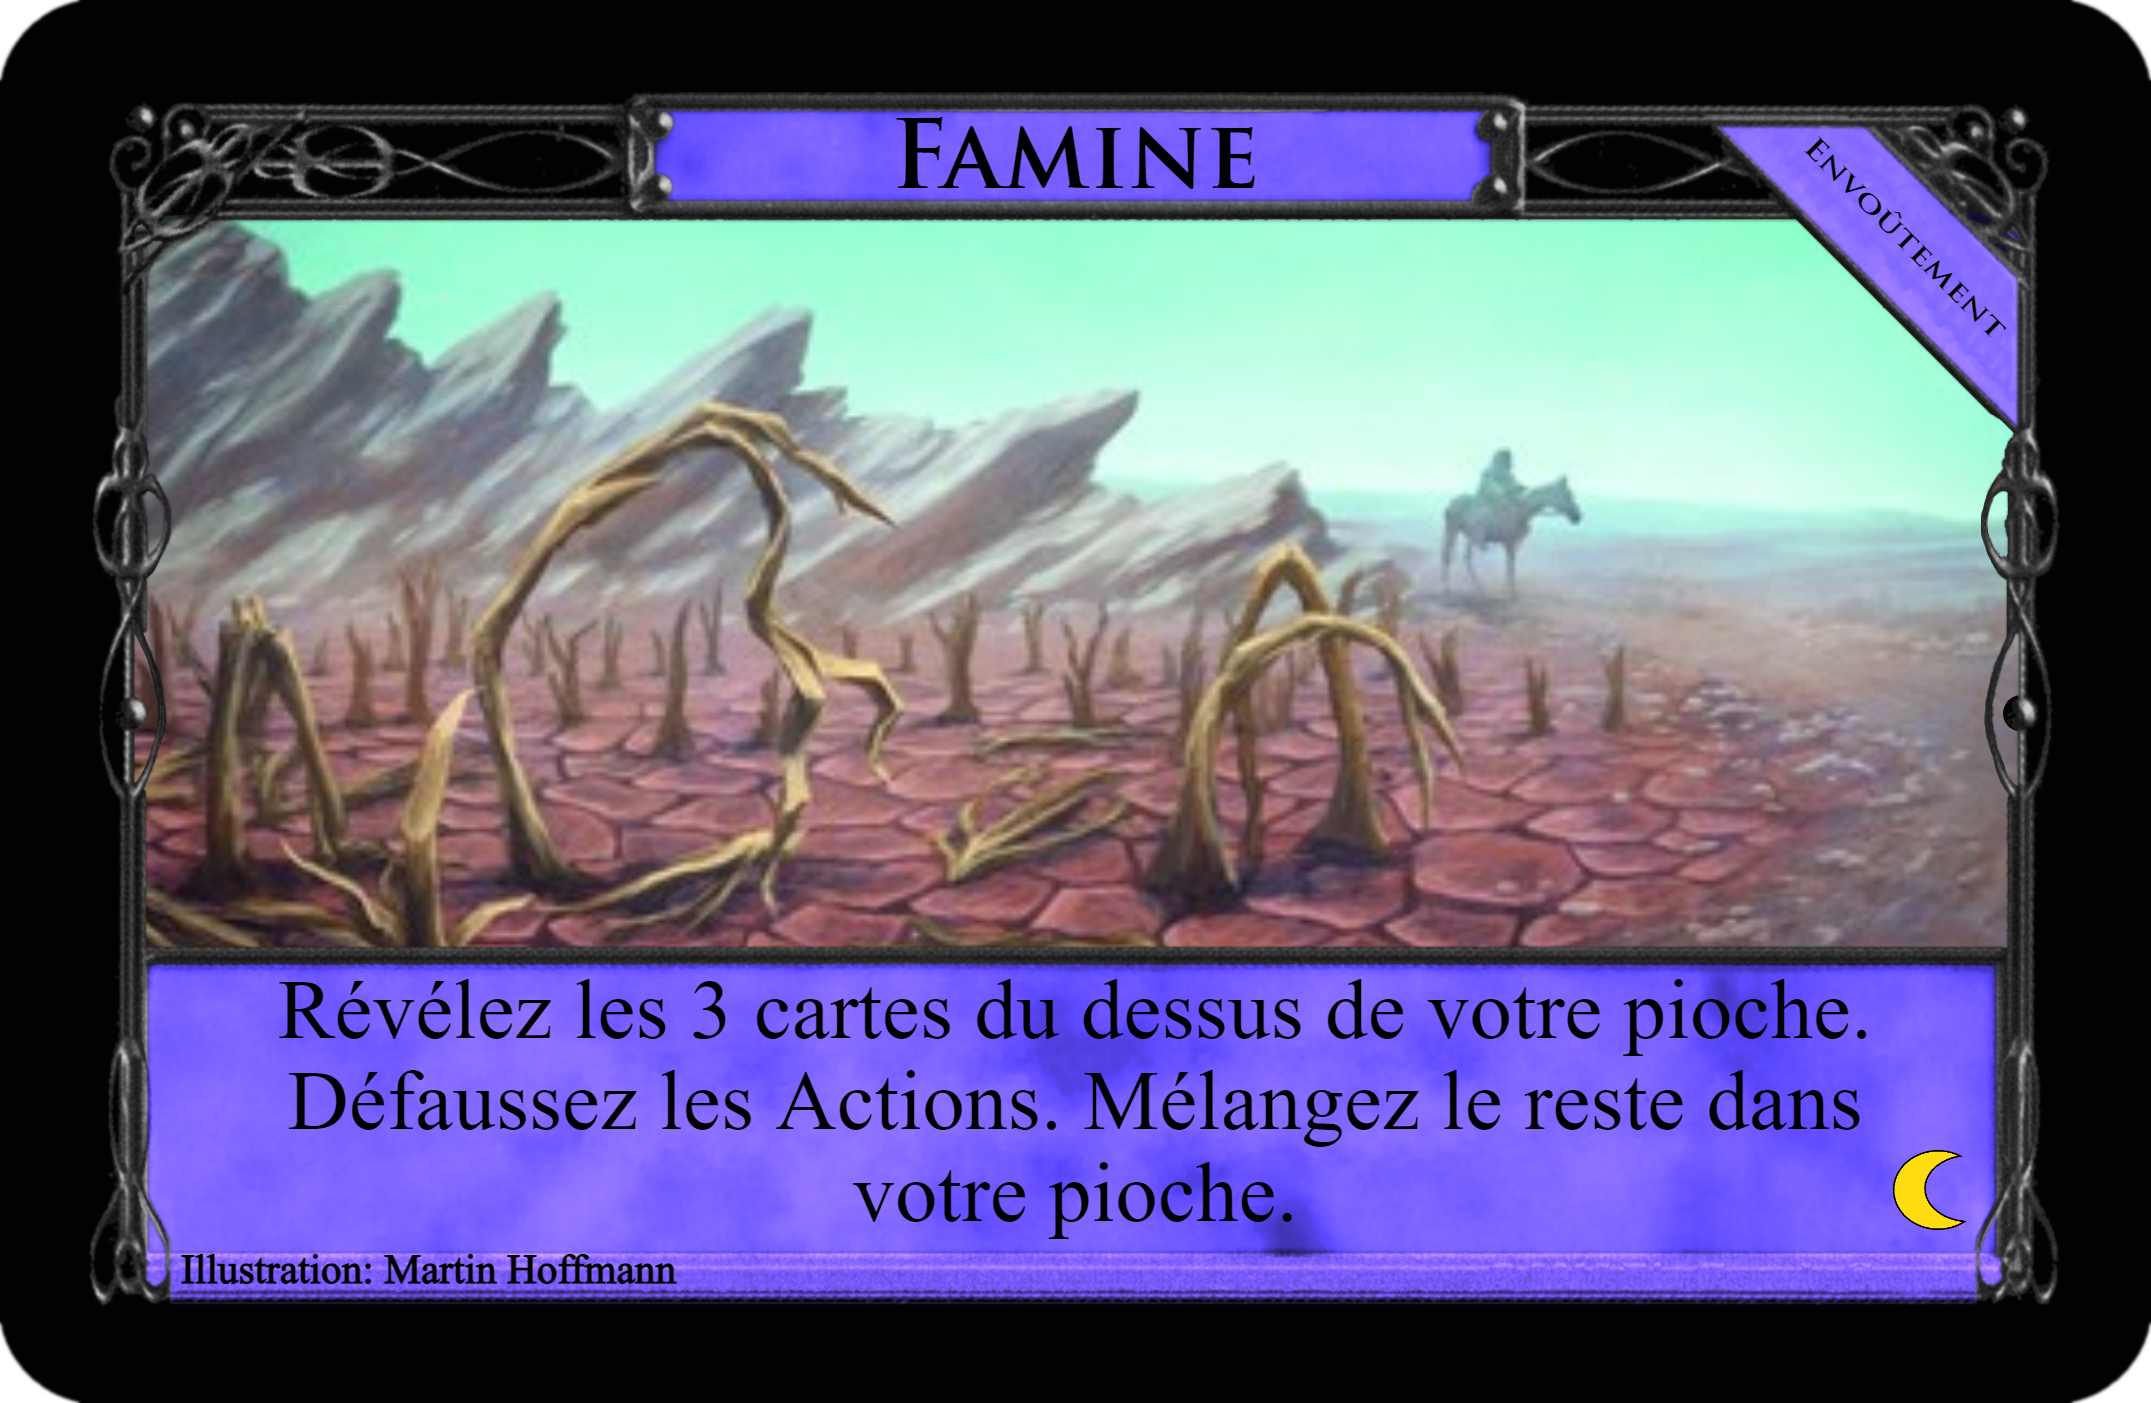 FAMINE
ENVOÛTEMENT
Révélez les 3 cartes du dessus de votre pioche.
Défaussez les Actions. Mélangez le reste dans
votre pioche.
Illustration: Martin Hoffmann